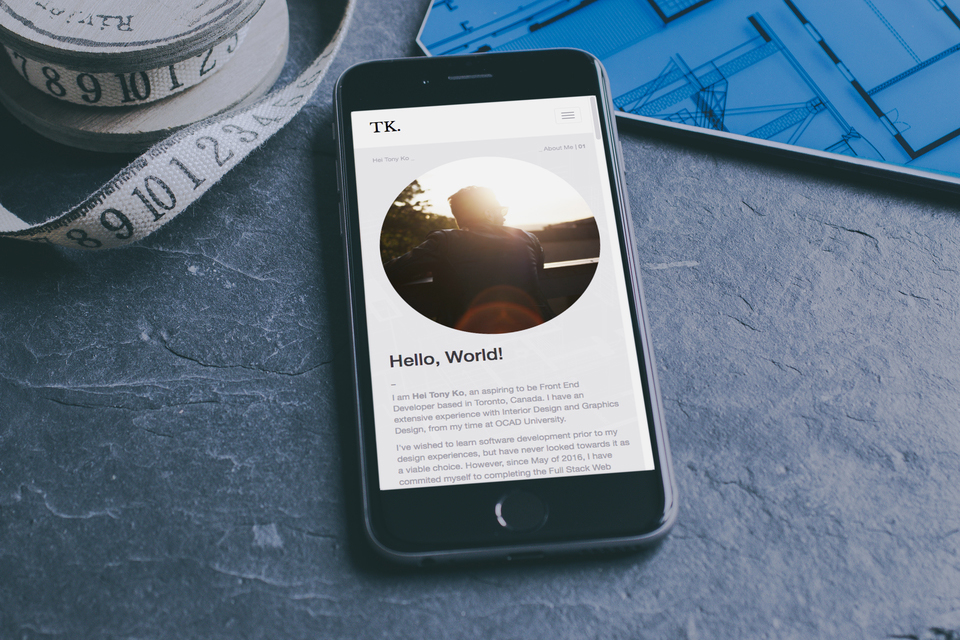 7 8 9 10 1 2
8 9 10 1 2 3 4
TK.
Hei Tony Ko _
_ About Me | 01
Hello, World!
–
I am Hei Tony Ko, an aspiring to be Front End
Developer based in Toronto, Canada. I have an
extensive experience with Interior Design and Graphics
Design, from my time at OCAD University.
I've wished to learn software development prior to my
design experiences, but have never looked towards it as
a viable choice. However, since May of 2016, I have
commited myself to completing the Full Stack Web